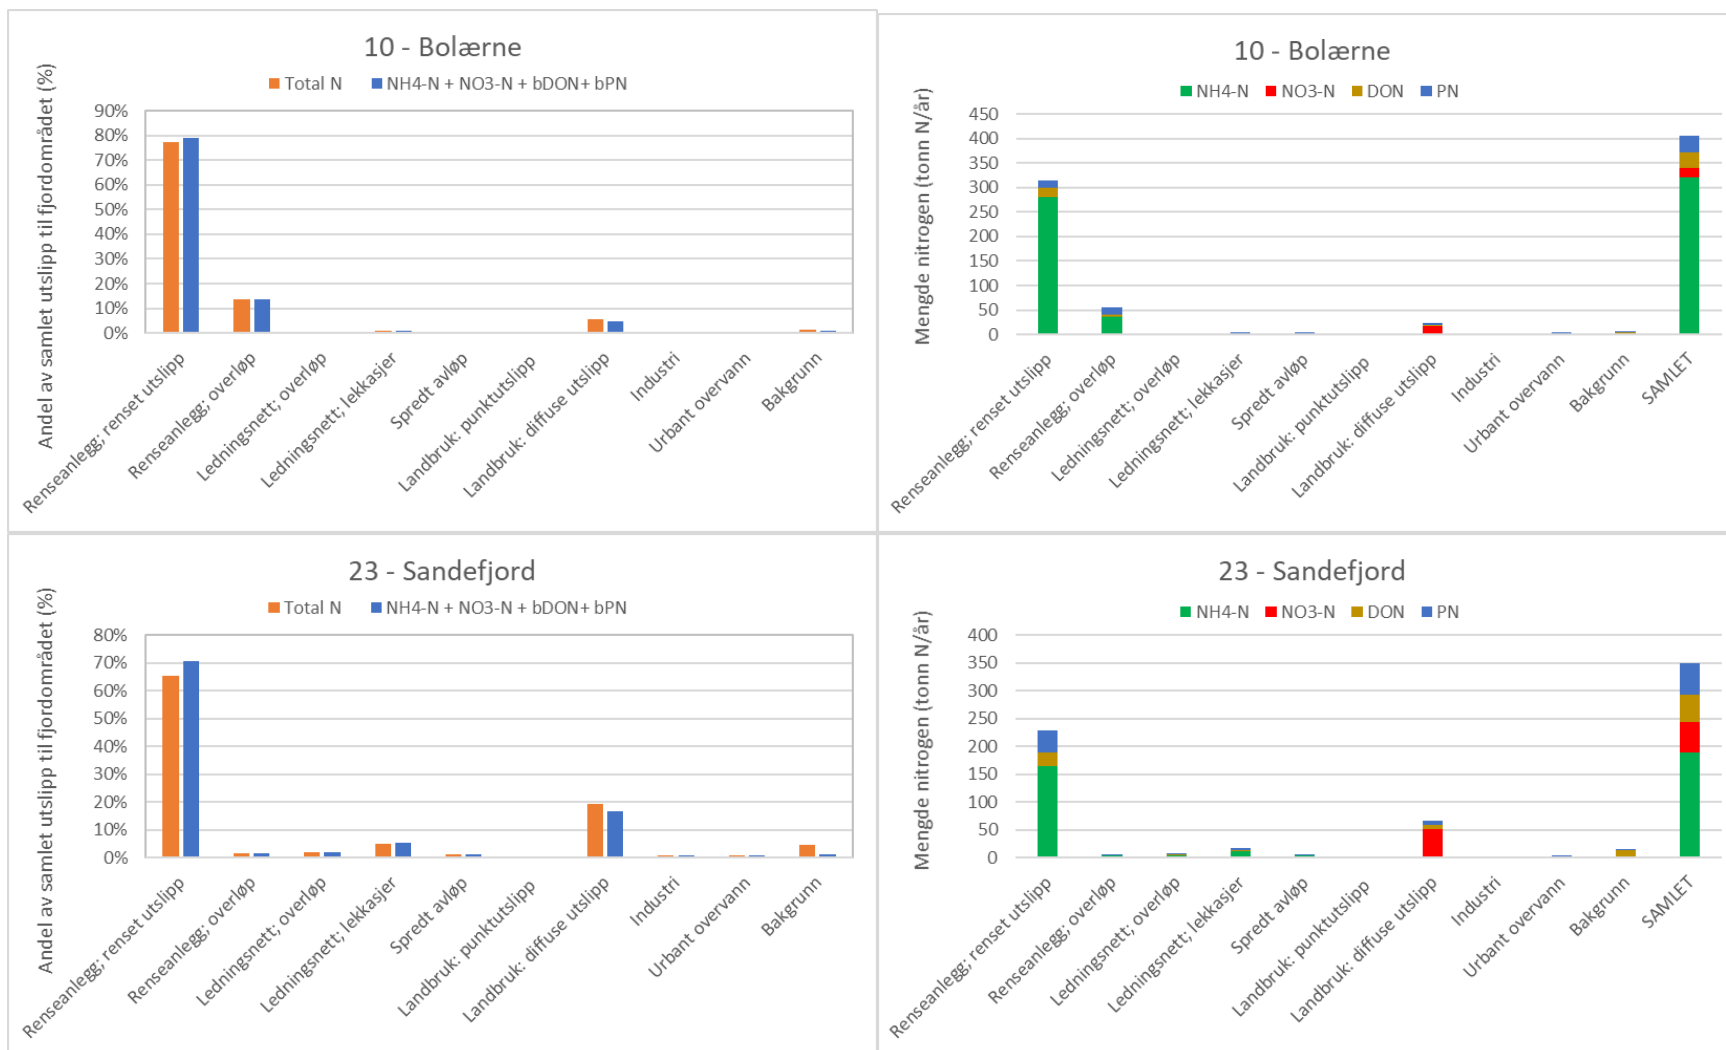 10 - Bolærne
Total N
NH4-N + NO3-N + bDON+ bPN
Andel av samlet utslipp til fjordområdet (%)
90%
80%
70%
60%
50%
40%
30%
20%
10%
0%
Renseanlegg; renset utslipp
Renseanlegg; overløp
Ledningsnett; overløp
Ledningsnett; lekkasjer
Spredt avløp
Landbruk: punktutslipp
Landbruk: diffuse utslipp
Industri
Urbant overvann
Bakgrunn
10 - Bolærne
NH4-N
NO3-N
DON
PN
Mengde nitrogen (tonn N/år)
450
400
350
300
250
200
150
100
50
0
Renseanlegg; renset utslipp
Renseanlegg; overløp
Ledningsnett; overløp
Ledningsnett; lekkasjer
Spredt avløp
Landbruk: punktutslipp
Landbruk: diffuse utslipp
Industri
Urbant overvann
Bakgrunn
SAMLET
23 - Sandefjord
Total N
NH4-N + NO3-N + bDON+ bPN
Andel av samlet utslipp til fjordområdet (%)
80%
70%
60%
50%
40%
30%
20%
10%
0%
Renseanlegg; renset utslipp
Renseanlegg; overløp
Ledningsnett; overløp
Ledningsnett; lekkasjer
Spredt avløp
Landbruk: punktutslipp
Landbruk: diffuse utslipp
Industri
Urbant overvann
Bakgrunn
23 - Sandefjord
NH4-N
NO3-N
DON
PN
Mengde nitrogen (tonn N/år)
400
350
300
250
200
150
100
50
0
Renseanlegg; renset utslipp
Renseanlegg; overløp
Ledningsnett; overløp
Ledningsnett; lekkasjer
Spredt avløp
Landbruk: punktutslipp
Landbruk: diffuse utslipp
Industri
Urbant overvann
Bakgrunn
SAMLET